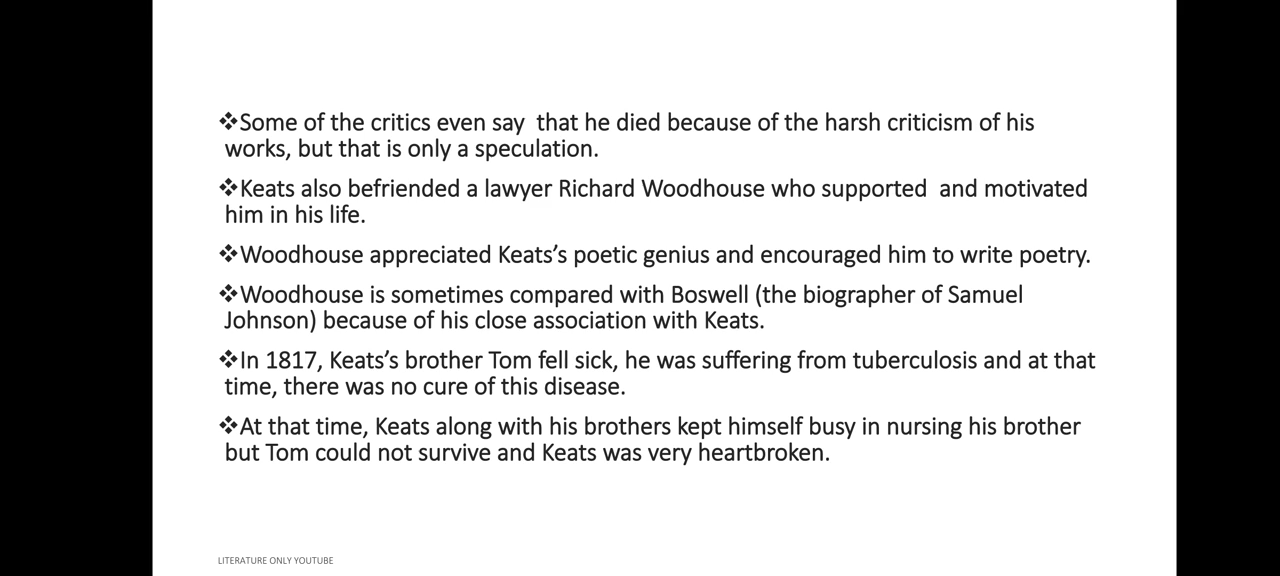 ❖Some of the critics even say  that he died because of the harsh criticism of his
works, but that is only a speculation.
❖Keats also befriended a lawyer Richard Woodhouse who supported  and motivated
him in his life.
❖Woodhouse appreciated Keats’s poetic genius and encouraged him to write poetry.
❖Woodhouse is sometimes compared with Boswell (the biographer of Samuel
Johnson) because of his close association with Keats.
❖In 1817, Keats’s brother Tom fell sick, he was suffering from tuberculosis and at that
time, there was no cure of this disease.
❖At that time, Keats along with his brothers kept himself busy in nursing his brother
but Tom could not survive and Keats was very heartbroken.
LITERATURE ONLY YOUTUBE